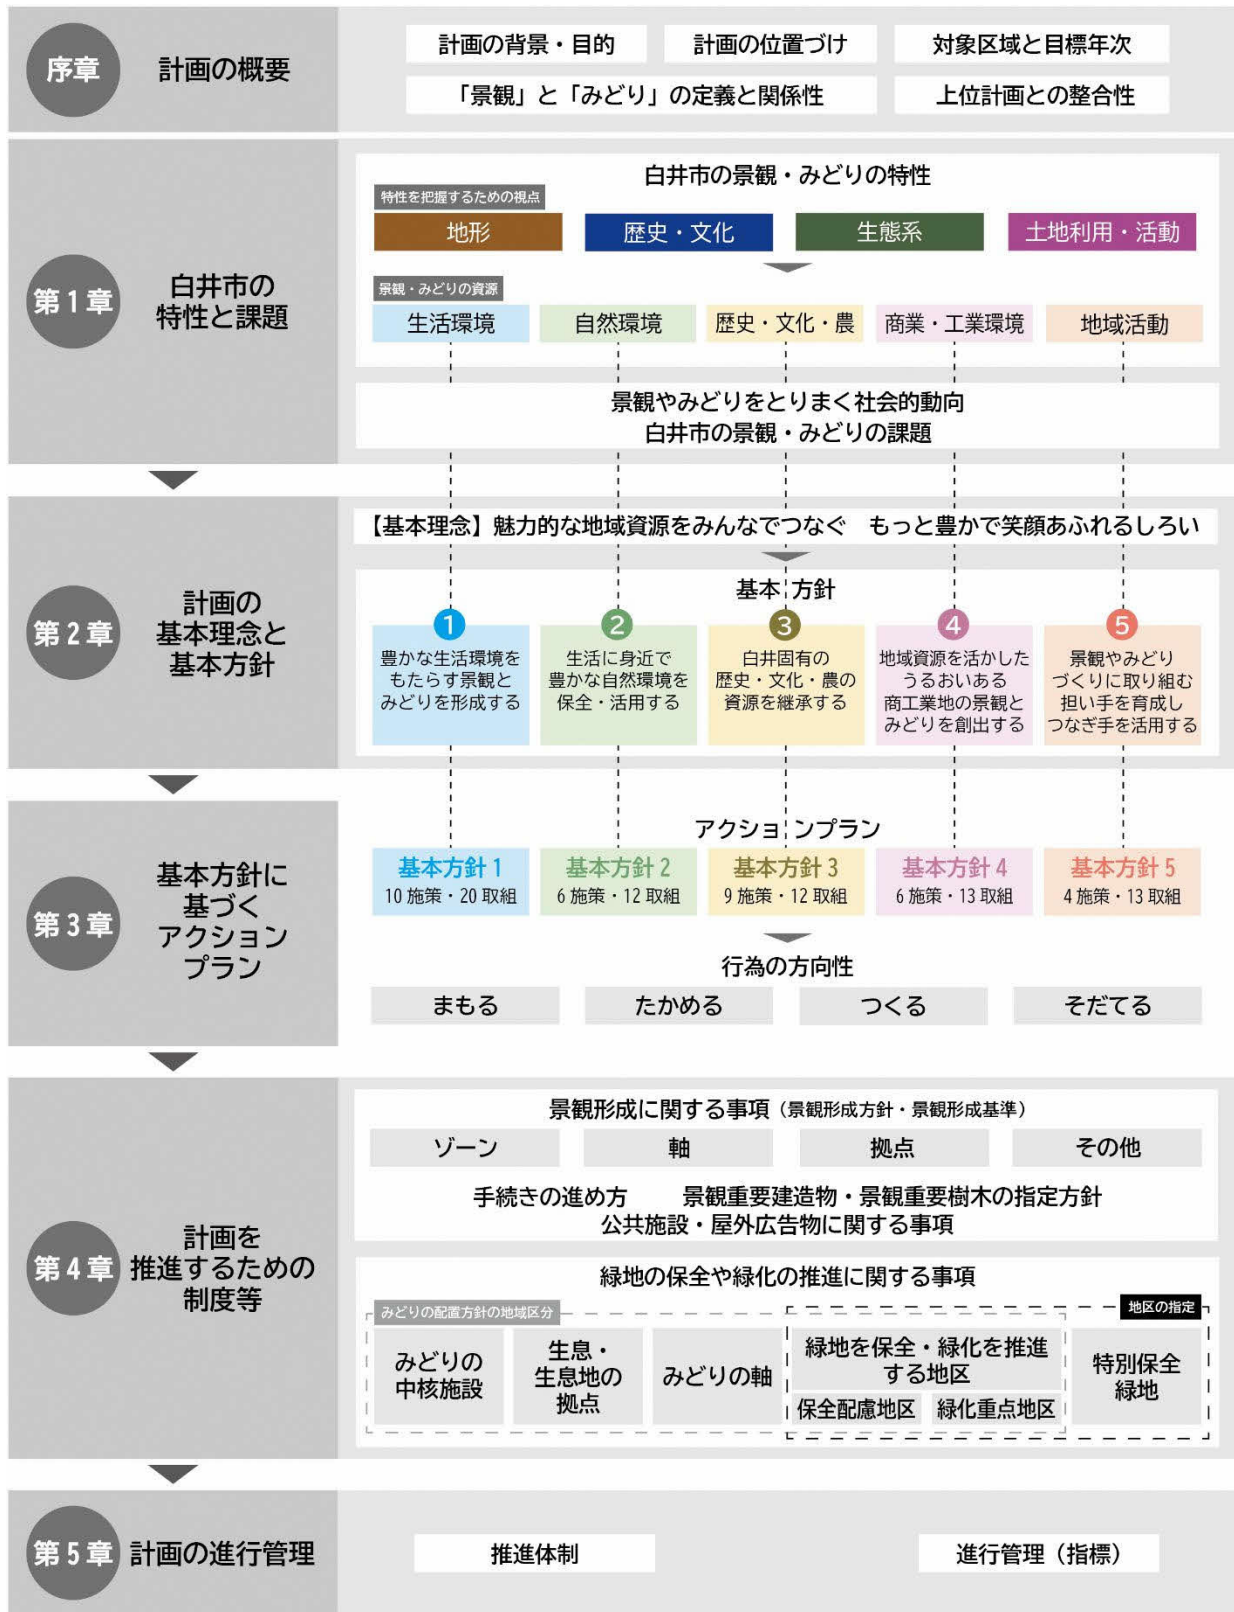 序章
計画の概要
計画の背景・目的
計画の位置づけ
対象区域と目標年次
「景観」と「みどり」の定義と関係性
上位計画との整合性
第1章
白井市の
特性と課題
白井市の景観・みどりの特性
特性を把握するための視点
地形
歴史・文化
生態系
土地利用・活動
景観・みどりの資源
生活環境
自然環境
歴史・文化・農
商業・工業環境
地域活動
景観やみどりをとりまく社会的動向
白井市の景観・みどりの課題
第2章
計画の
基本理念と
基本方針
【基本理念】魅力的な地域資源をみんなでつなぐ　もっと豊かで笑顔あふれるしろい
基本方針
1
豊かな生活環境を
もたらす景観と
みどりを形成する
2
生活に身近で
豊かな自然環境を
保全・活用する
3
白井固有の
歴史・文化・農の
資源を継承する
4
地域資源を活かした
うるおいある
商工業地の景観と
みどりを創出する
5
景観やみどり
づくりに取り組む
担い手を育成し
つなぎ手を活用する
第3章
基本方針に
基づく
アクション
プラン
アクションプラン
基本方針1
10施策・20取組
基本方針2
6施策・12取組
基本方針3
9施策・12取組
基本方針4
6施策・13取組
基本方針5
4施策・13取組
行為の方向性
まもる
たかめる
つくる
そだてる
第4章
計画を
推進するための
制度等
景観形成に関する事項（景観形成方針・景観形成基準）
ゾーン
軸
拠点
その他
手続きの進め方　景観重要建造物・景観重要樹木の指定方針
公共施設・屋外広告物に関する事項
緑地の保全や緑化の推進に関する事項
みどりの配置方針の地域区分
地区の指定
みどりの
中核施設
生息・
生息地の
拠点
みどりの軸
緑地を保全・緑化を推進
する地区
保全配慮地区
緑化重点地区
特別保全
緑地
第5章
計画の進行管理
推進体制
進行管理（指標）